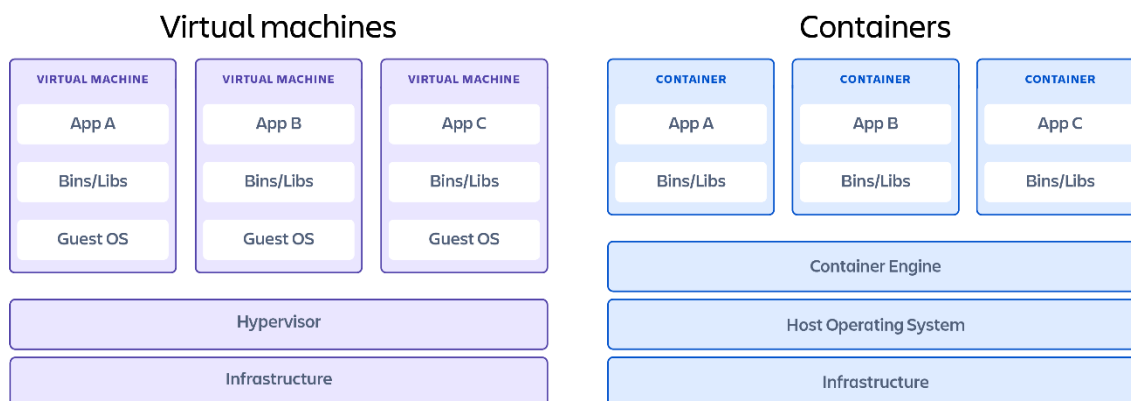 Virtual machines
VIRTUAL MACHINE
App A
Bins/Libs
Guest OS
VIRTUAL MACHINE
App B
Bins/Libs
Guest OS
VIRTUAL MACHINE
App C
Bins/Libs
Guest OS
Hypervisor
Infrastructure
Containers
CONTAINER
App A
Bins/Libs
CONTAINER
App B
Bins/Libs
CONTAINER
App C
Bins/Libs
Container Engine
Host Operating System
Infrastructure